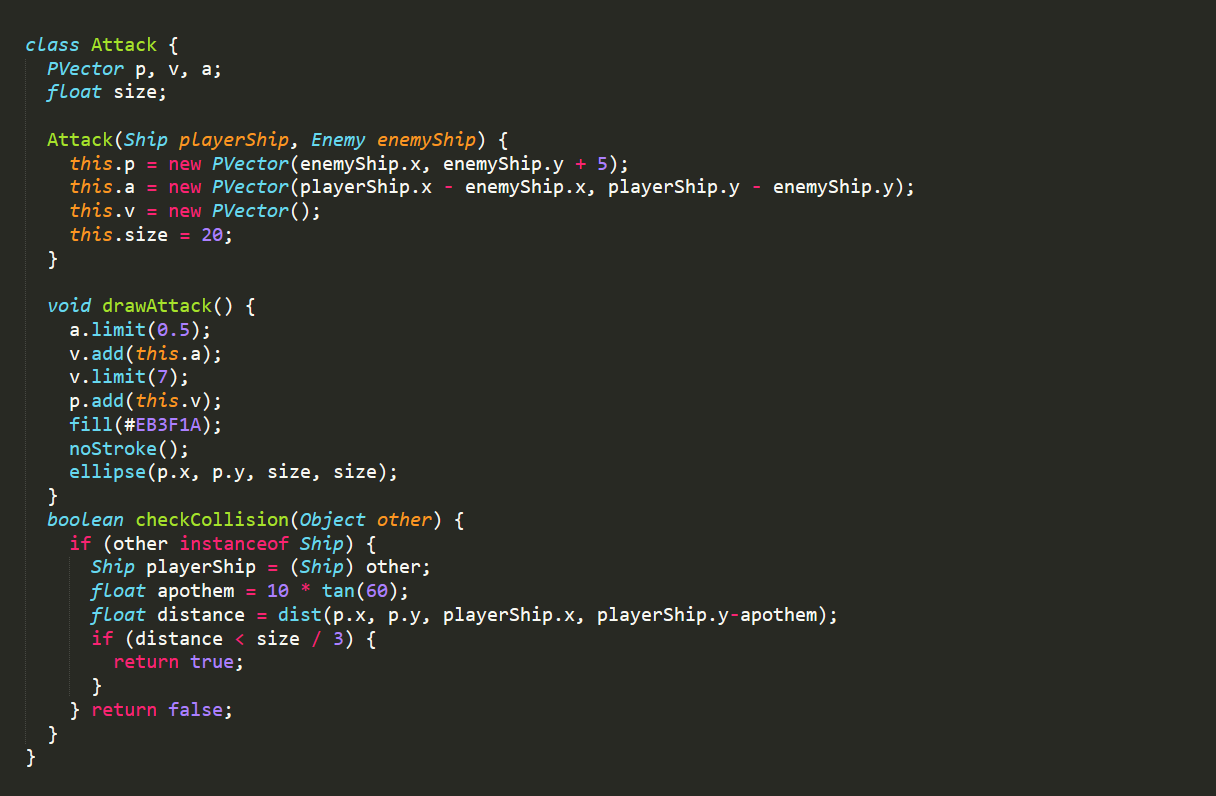 class Attack {
  PVector p, v, a;
  float size;

  Attack(Ship playerShip, Enemy enemyShip) {
    this.p = new PVector(enemyShip.x, enemyShip.y + 5);
    this.a = new PVector(playerShip.x - enemyShip.x, playerShip.y - enemyShip.y);
    this.v = new PVector();
    this.size = 20;
  }

  void drawAttack() {
    a.limit(0.5);
    v.add(this.a);
    v.limit(7);
    p.add(this.v);
    fill(#EB3F1A);
    noStroke();
    ellipse(p.x, p.y, size, size);
  }
  boolean checkCollision(Object other) {
    if (other instanceof Ship) {
      Ship playerShip = (Ship) other;
      float apothem = 10 * tan(60);
      float distance = dist(p.x, p.y, playerShip.x, playerShip.y-apothem);
      if (distance < size / 3) {
        return true;
      }
    } return false;
  }
}